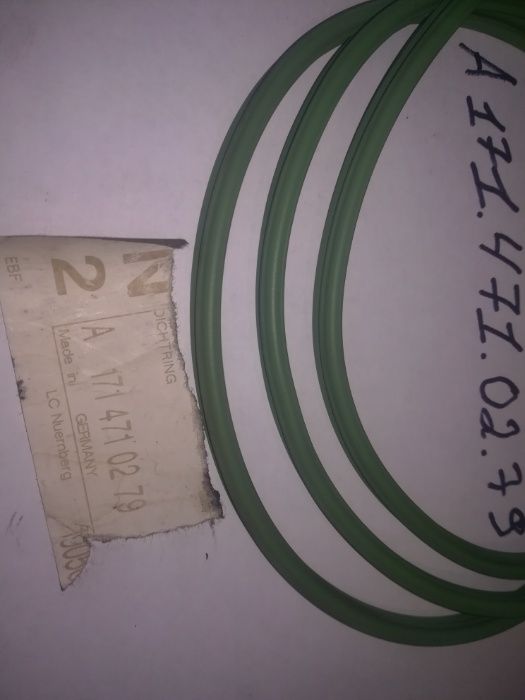 A 171.471.02.79
DICHTRING
N
2
A 171 471 02 79
Made in
GERMANY
LC Nuernberg
EBF